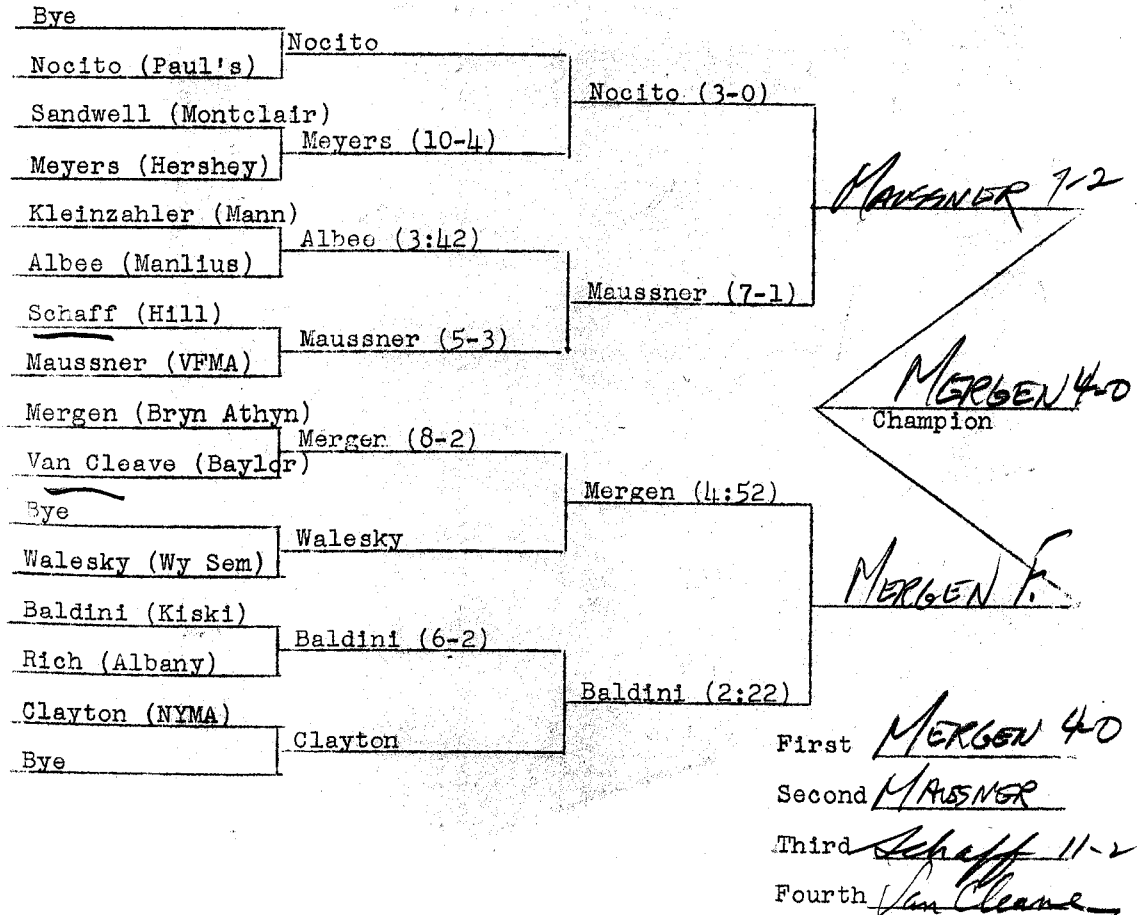 Bye
Nocito
Nocito (Paul's)
Nocito (3-0)
Sandwell (Montclair)
Meyers (10-4)
Meyers (Hershey)
MAUSSNER 7-2
Kleinzahler (Mann)
Albee (3:42)
Albee (Manlius)
Maussner (7-1)
Schaff (Hill)
Maussner (5-3)
Maussner (VFMA)
MERGEN 4-0
Champion
Mergen (Bryn Athyn)
Mergen (8-2)
Van Cleave (Baylor)
Mergen (4:52)
Bye
Walesky
Walesky (Wy Sem)
MERGEN F.
Baldini (Kiski)
Baldini (6-2)
Rich (Albany)
Baldini (2:22)
Clayton (NYMA)
Clayton
Bye
First MERGEN 4-0
Second MAUSSNER
Third Schaff 11-2
Fourth Van Cleave